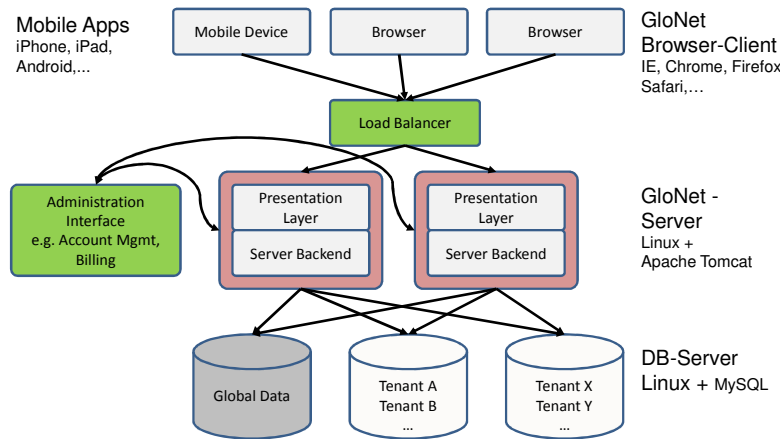 Mobile Apps
iPhone, iPad,
Android,...
Mobile Device
Browser
Browser
GloNet
Browser-Client
IE, Chrome, Firefox
Safari,...
Load Balancer
Administration
Interface
e.g. Account Mgmt,
Billing
Presentation
Layer
Server Backend
Presentation
Layer
Server Backend
GloNet -
Server
Linux +
Apache Tomcat
Global Data
Tenant A
Tenant B
...
Tenant X
Tenant Y
...
DB-Server
Linux + MySQL